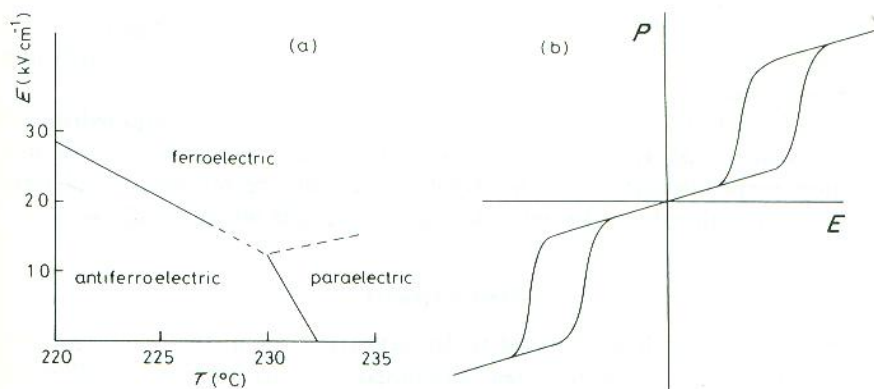 (a)
E (kV cm⁻¹)
30
20
10
ferroelectric
antiferroelectric
paraelectric
220 225 230 235
T (°C)
(b)
P
E